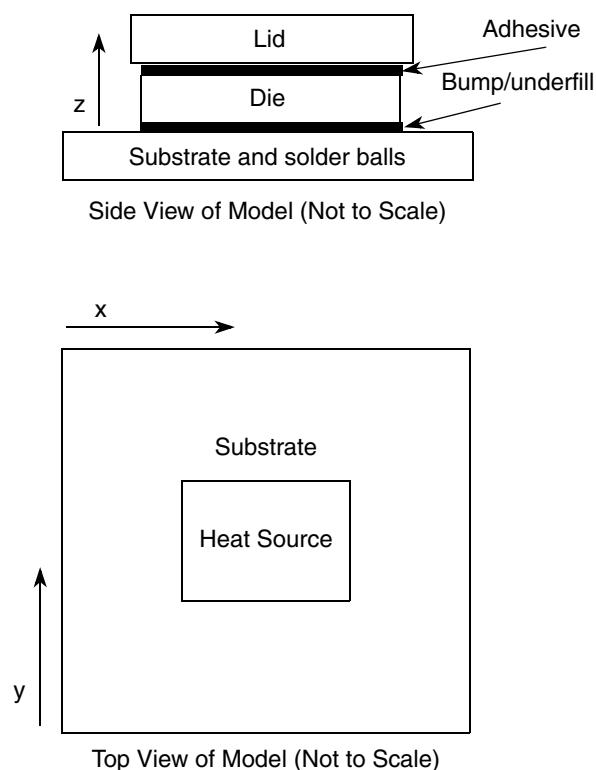 Lid
Adhesive
Bump/underfill
z
Die
Substrate and solder balls
Side View of Model (Not to Scale)
x
Substrate
Heat Source
y
Top View of Model (Not to Scale)